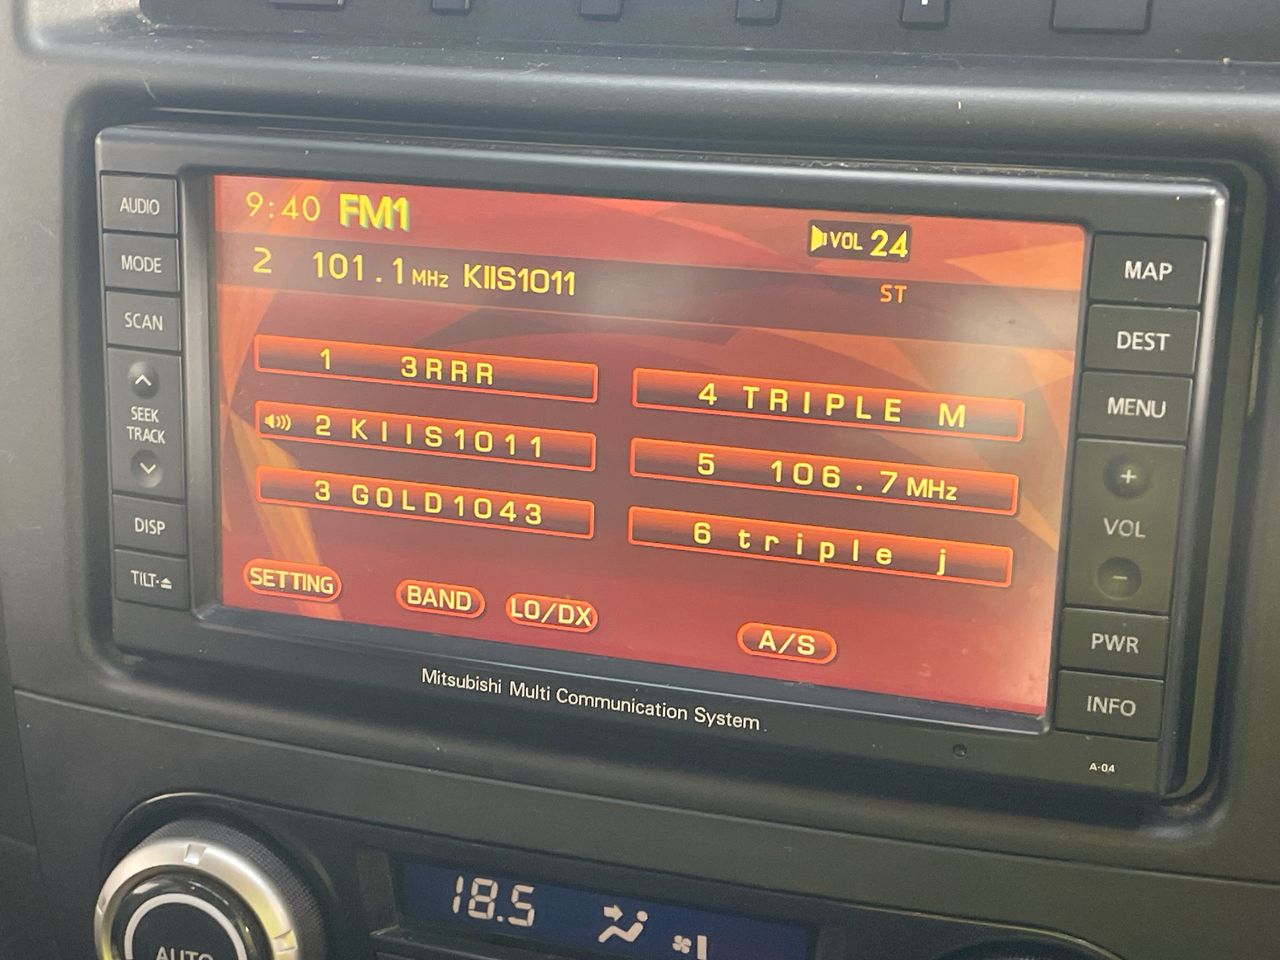 AUDIO
MODE
SCAN
SEEK
TRACK
DISP
TILT·⏏
9:40 FM1
VOL 24
2 101.1MHz KIIS1011
ST
1 3RRR
2 KIIS1011
3 GOLD1043
4 TRIPLE M
5 106.7MHz
6 triple j
SETTING
BAND
LO/DX
A/S
MAP
DEST
MENU
+
VOL
−
PWR
INFO
Mitsubishi Multi Communication System
A-04
18.5
AUTO